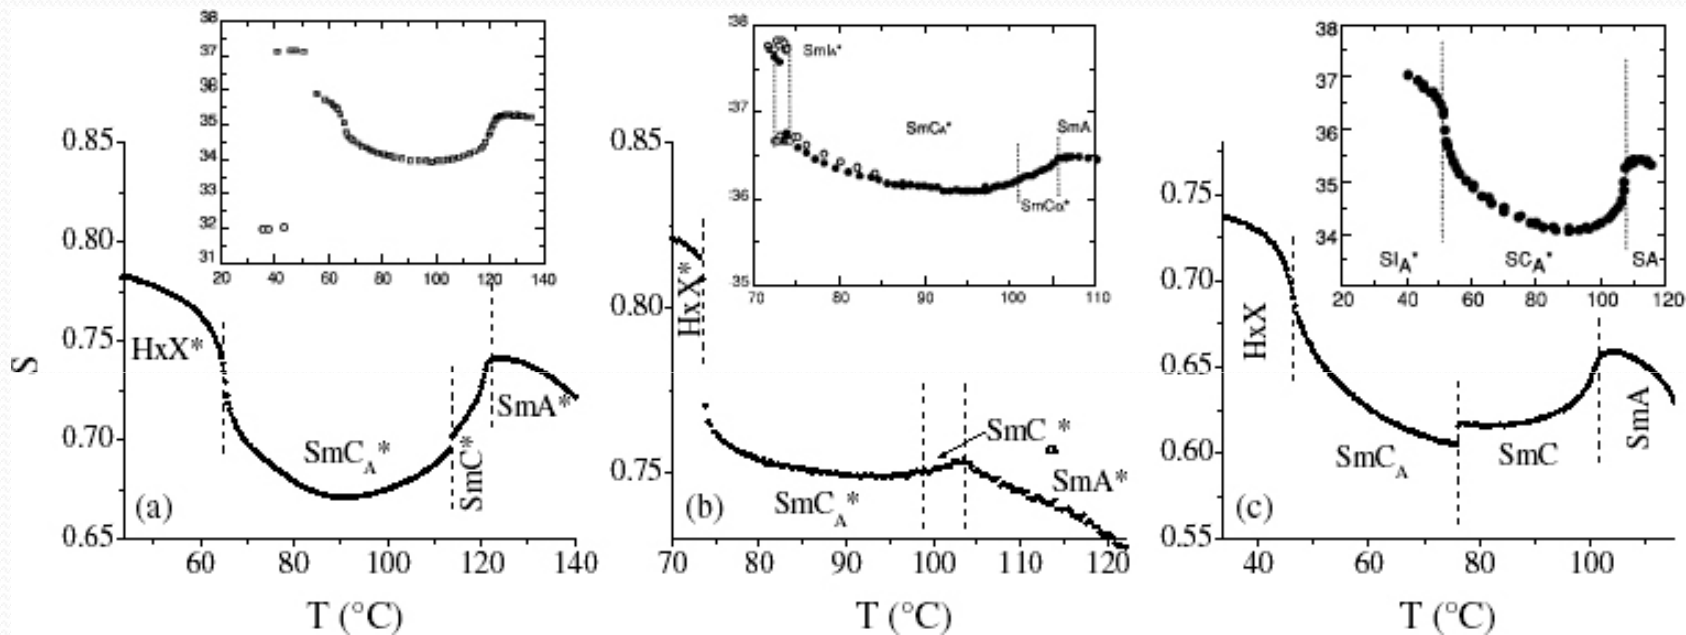 38
37
36
35
34
33
32
31
20 40 60 80 100 120 140
0.85
0.80
0.75
0.70
0.65
S
HxX*
SmC_A*
SmC*
SmA*
(a)
60 80 100 120 140
T (°C)
38
37
36
35
SmI_A*
SmC_A*
SmA
SmCα*
70 80 90 100 110
0.85
0.80
0.75
HxX*
SmC_α*
SmA*
SmC_A*
(b)
70 80 90 100 110 120
T (°C)
38
37
36
35
34
SI_A*
SC_A*
SA
20 40 60 80 100 120
0.75
0.70
0.65
0.60
0.55
HxX
SmC_A
SmC
SmA
(c)
40 60 80 100
T (°C)